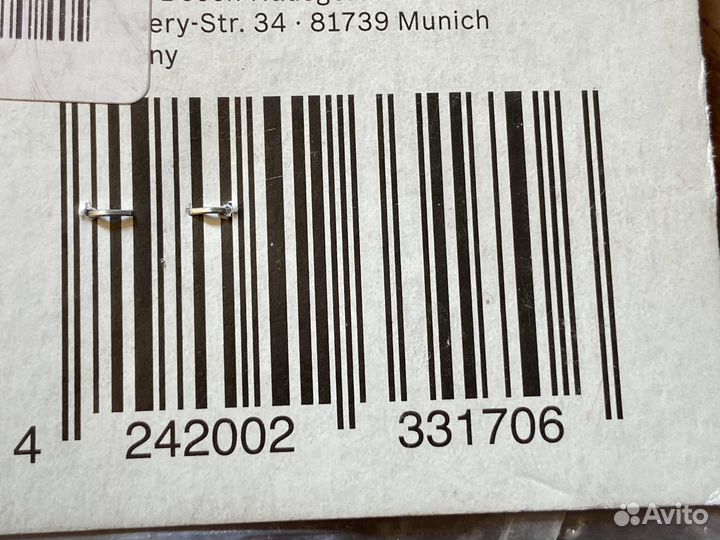 ery-Str. 34 · 81739 Munich
ny
4 242002 331706
Avito